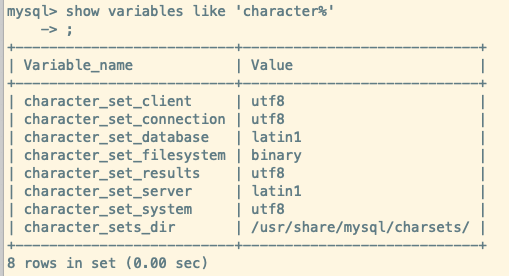 mysql> show variables like 'character%'
    -> ;
+--------------------------+----------------------------+
| Variable_name            | Value                      |
+--------------------------+----------------------------+
| character_set_client     | utf8                       |
| character_set_connection | utf8                       |
| character_set_database   | latin1                     |
| character_set_filesystem | binary                     |
| character_set_results    | utf8                       |
| character_set_server     | latin1                     |
| character_set_system     | utf8                       |
| character_sets_dir       | /usr/share/mysql/charsets/ |
+--------------------------+----------------------------+
8 rows in set (0.00 sec)